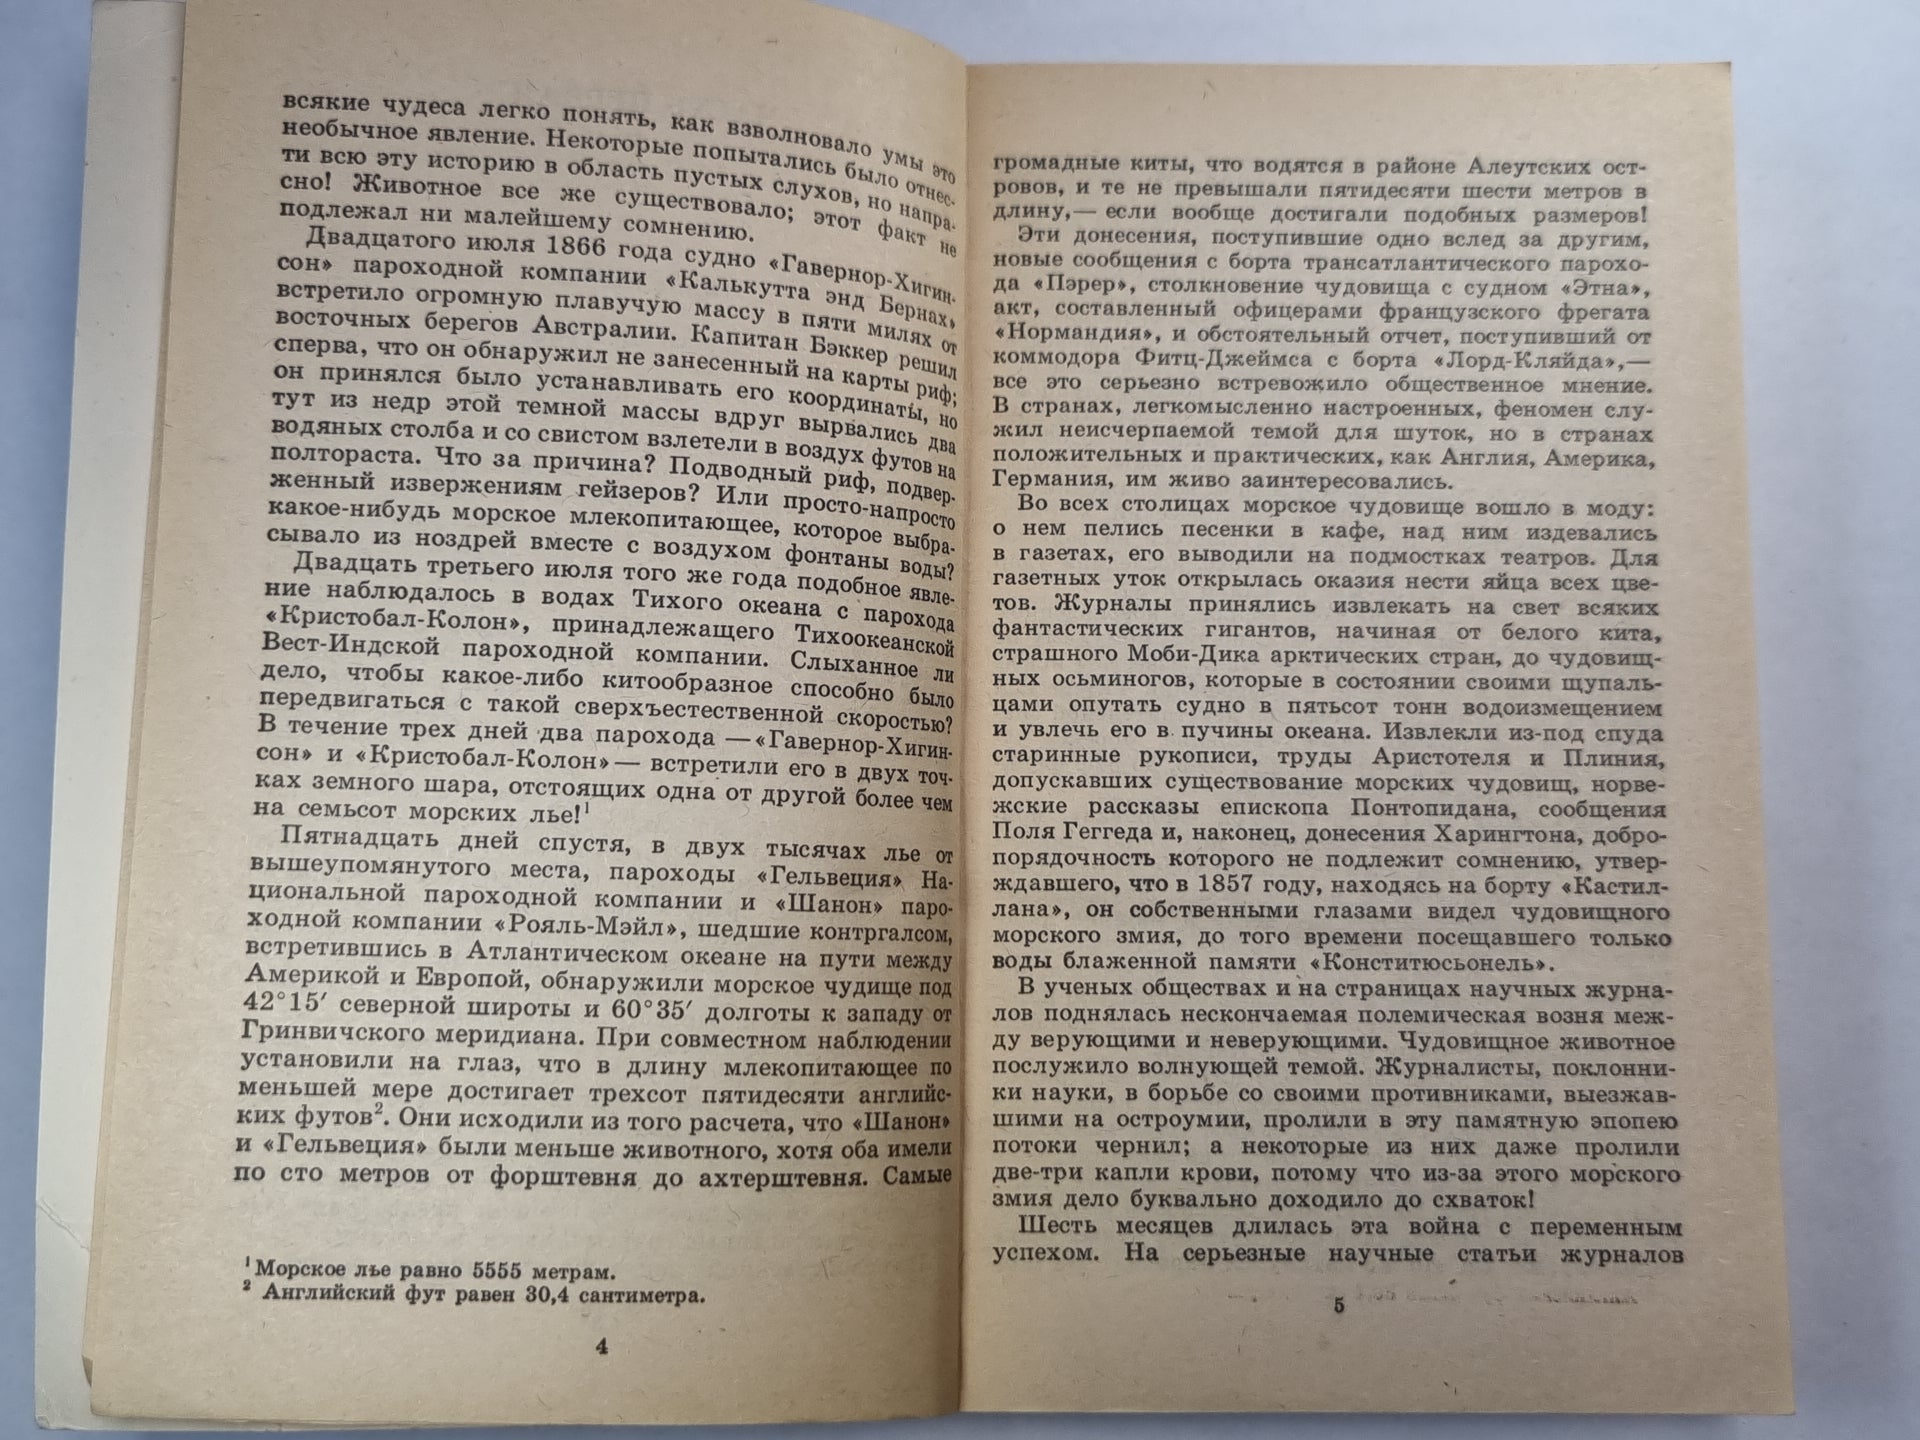 всякие чудеса легко понять, как взволновало умы это
необычное явление. Некоторые попытались было отнес-
ти всю эту историю в область пустых слухов, но напра-
сно! Животное все же существовало; этот факт не
подлежал ни малейшему сомнению.
Двадцатого июля 1866 года судно «Гавернор-Хигин-
сон» пароходной компании «Калькутта энд Бернах»
встретило огромную плавучую массу в пяти милях от
восточных берегов Австралии. Капитан Бэккер решил
сперва, что он обнаружил не занесенный на карты риф;
он принялся было устанавливать его координаты, но
тут из недр этой темной массы вдруг вырвались два
водяных столба и со свистом взлетели в воздух футов на
полтораста. Что за причина? Подводный риф, подвер-
женный извержениям гейзеров? Или просто-напросто
какое-нибудь морское млекопитающее, которое выбра-
сывало из ноздрей вместе с воздухом фонтаны воды?
Двадцать третьего июля того же года подобное явле-
ние наблюдалось в водах Тихого океана с парохода
«Кристобал-Колон», принадлежащего Тихоокеанской
Вест-Индской пароходной компании. Слыханное ли
дело, чтобы какое-либо китообразное способно было
передвигаться с такой сверхъестественной скоростью?
В течение трех дней два парохода —«Гавернор-Хигин-
сон» и «Кристобал-Колон»— встретили его в двух точ-
ках земного шара, отстоящих одна от другой более чем
на семьсот морских лье!¹
Пятнадцать дней спустя, в двух тысячах лье от
вышеупомянутого места, пароходы «Гельвеция» На-
циональной пароходной компании и «Шанон» паро-
ходной компании «Рояль-Мэйл», шедшие контргалсом,
встретившись в Атлантическом океане на пути между
Америкой и Европой, обнаружили морское чудище под
42°15′ северной широты и 60°35′ долготы к западу от
Гринвичского меридиана. При совместном наблюдении
установили на глаз, что в длину млекопитающее по
меньшей мере достигает трехсот пятидесяти английс-
ких футов². Они исходили из того расчета, что «Шанон»
и «Гельвеция» были меньше животного, хотя оба имели
по сто метров от форштевня до ахтерштевня. Самые
¹ Морское лье равно 5555 метрам.
² Английский фут равен 30,4 сантиметра.
4
громадные киты, что водятся в районе Алеутских ост-
ровов, и те не превышали пятидесяти шести метров в
длину,— если вообще достигали подобных размеров!
Эти донесения, поступившие одно вслед за другим,
новые сообщения с борта трансатлантического парохо-
да «Пэрер», столкновение чудовища с судном «Этна»,
акт, составленный офицерами французского фрегата
«Нормандия», и обстоятельный отчет, поступивший от
коммодора Фитц-Джеймса с борта «Лорд-Кляйда»,—
все это серьезно встревожило общественное мнение.
В странах, легкомысленно настроенных, феномен слу-
жил неисчерпаемой темой для шуток, но в странах
положительных и практических, как Англия, Америка,
Германия, им живо заинтересовались.
Во всех столицах морское чудовище вошло в моду:
о нем пелись песенки в кафе, над ним издевались
в газетах, его выводили на подмостках театров. Для
газетных уток открылась оказия нести яйца всех цве-
тов. Журналы принялись извлекать на свет всяких
фантастических гигантов, начиная от белого кита,
страшного Моби-Дика арктических стран, до чудовищ-
ных осьминогов, которые в состоянии своими щупаль-
цами опутать судно в пятьсот тонн водоизмещением
и увлечь его в пучины океана. Извлекли из-под спуда
старинные рукописи, труды Аристотеля и Плиния,
допускавших существование морских чудовищ, норве-
жские рассказы епископа Понтопидана, сообщения
Поля Геггеда и, наконец, донесения Харингтона, добро-
порядочность которого не подлежит сомнению, утвер-
ждавшего, что в 1857 году, находясь на борту «Кастил-
лана», он собственными глазами видел чудовищного
морского змия, до того времени посещавшего только
воды блаженной памяти «Конститюсьонель».
В ученых обществах и на страницах научных журна-
лов поднялась нескончаемая полемическая возня меж-
ду верующими и неверующими. Чудовищное животное
послужило волнующей темой. Журналисты, поклонни-
ки науки, в борьбе со своими противниками, выезжав-
шими на остроумии, пролили в эту памятную эпопею
потоки чернил; а некоторые из них даже пролили
две-три капли крови, потому что из-за этого морского
змия дело буквально доходило до схваток!
Шесть месяцев длилась эта война с переменным
успехом. На серьезные научные статьи журналов
5